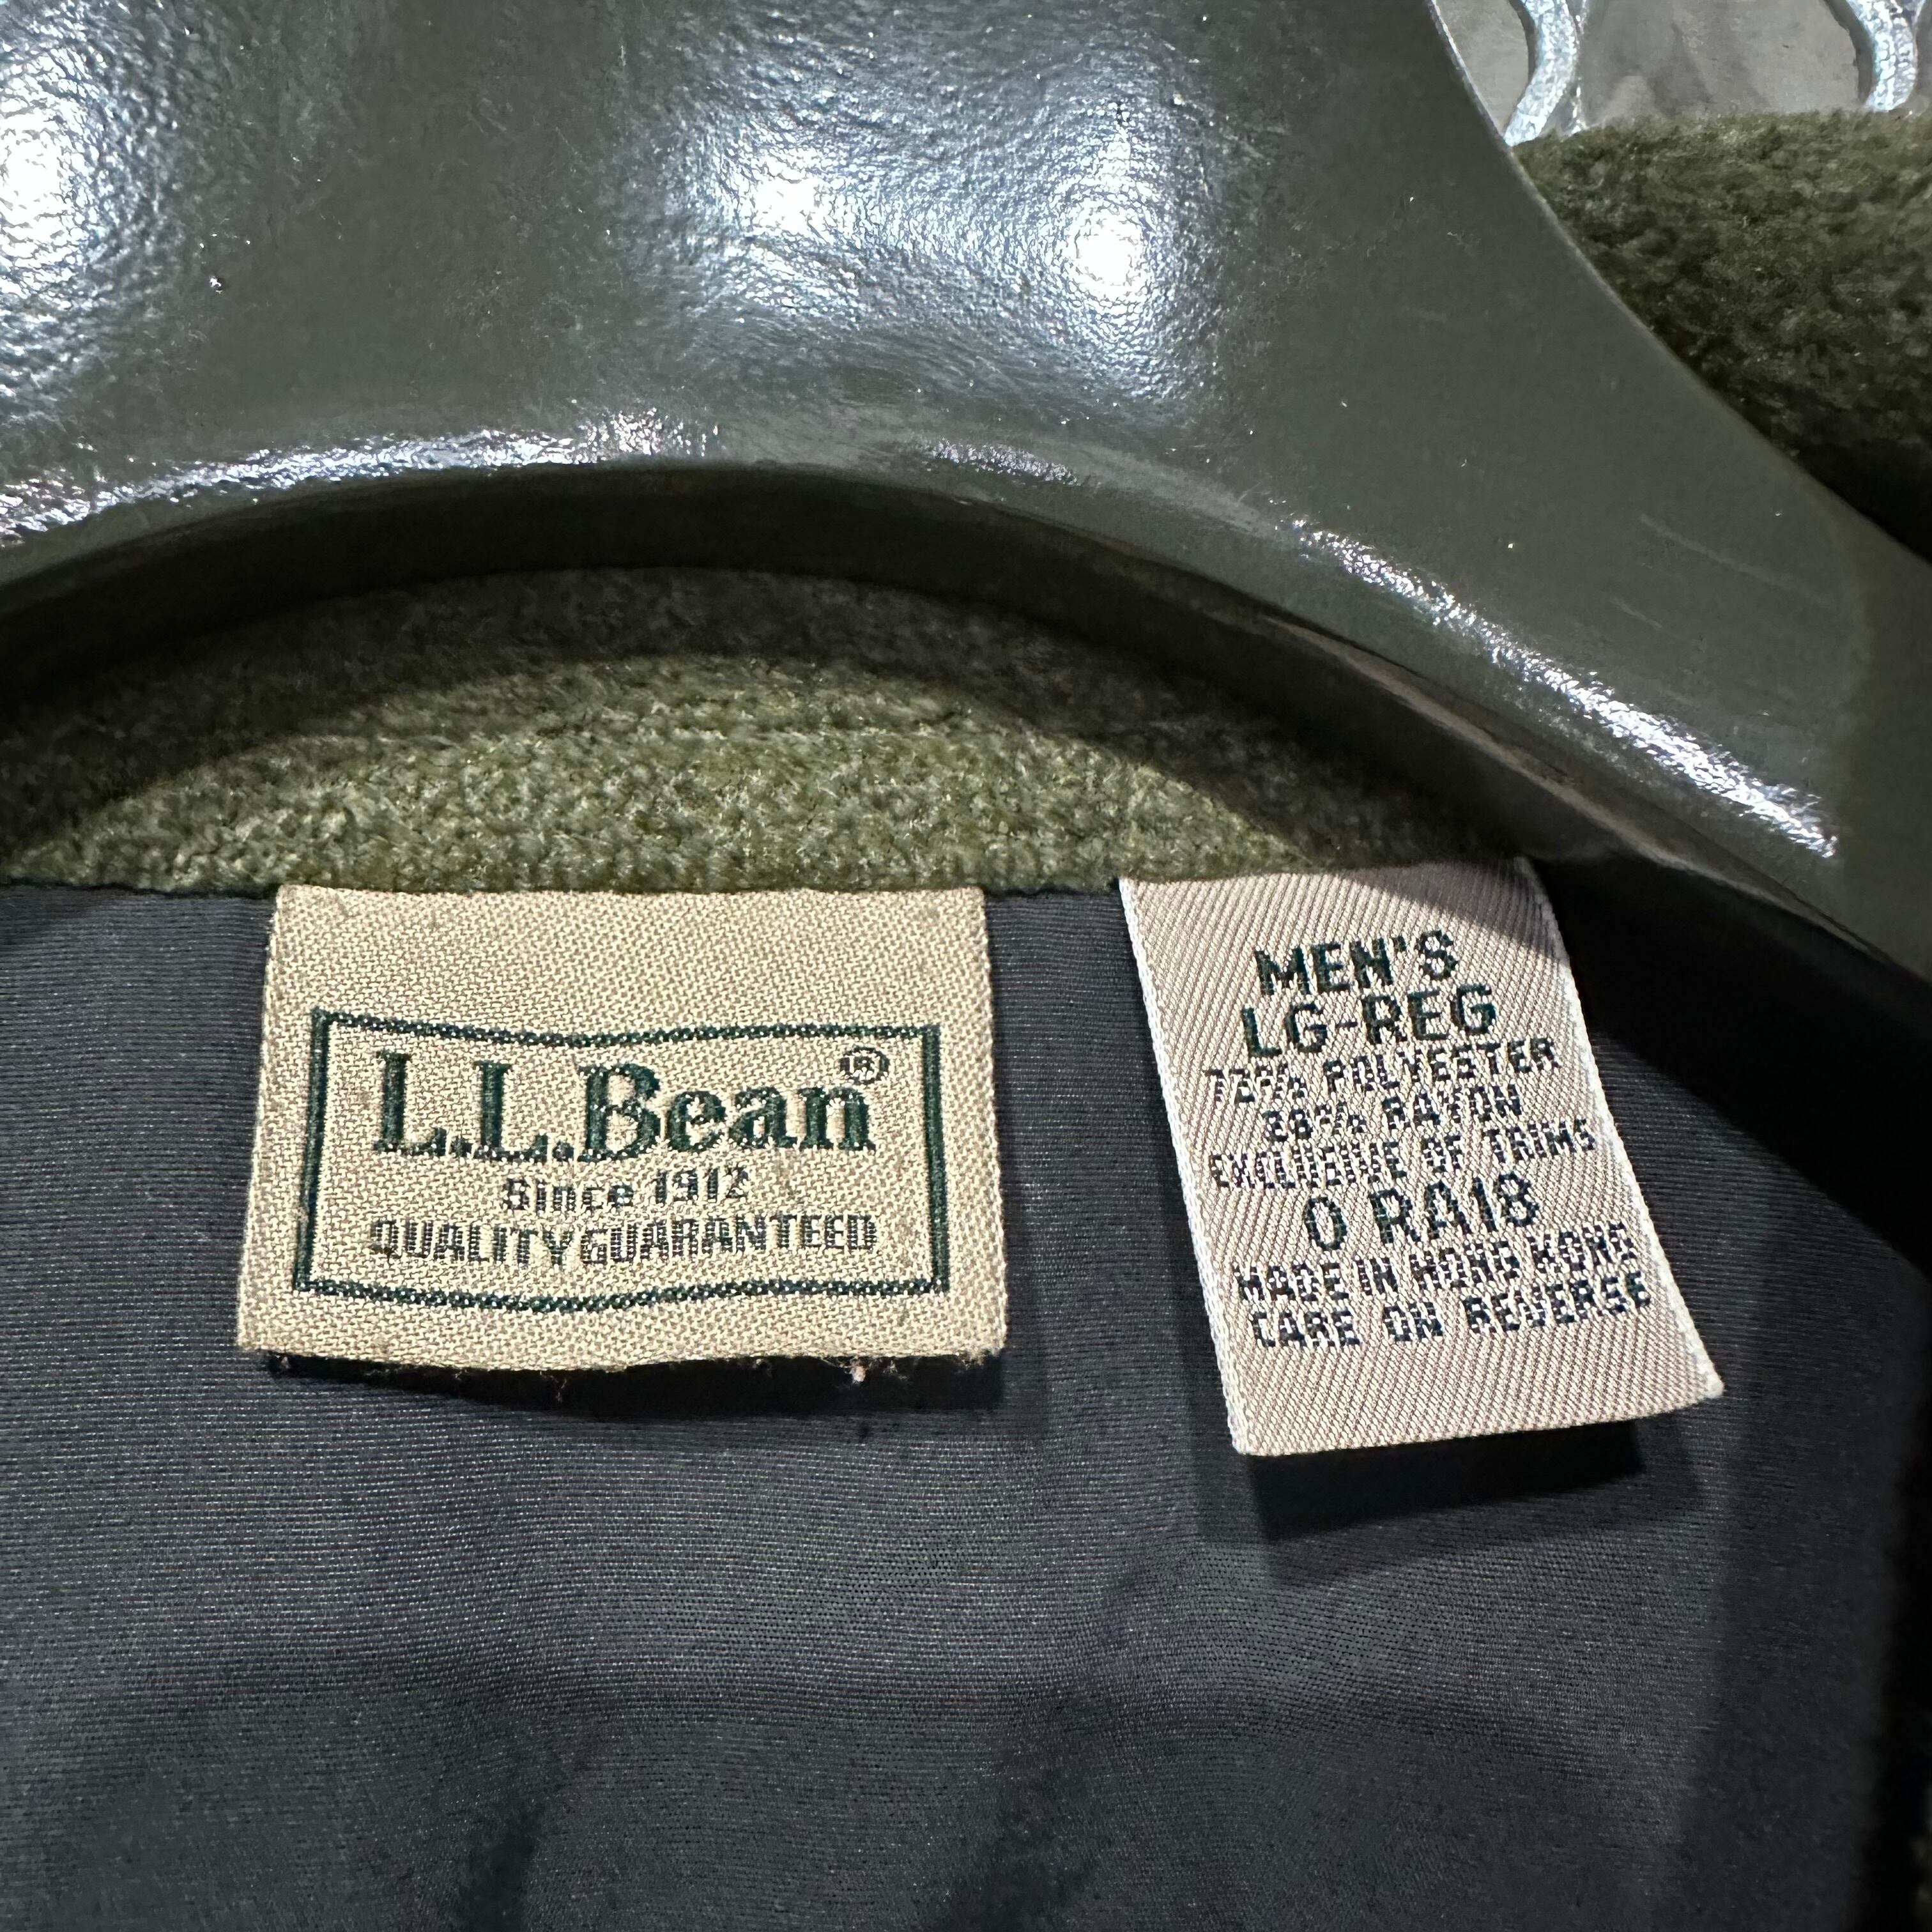 L.L.Bean®
Since 1912
QUALITY GUARANTEED
MEN'S
LG-REG
72% POLYESTER
28% RAYON
EXCLUSIVE OF TRIMS
0 RA18
MADE IN HONG KONG
CARE ON REVERSE